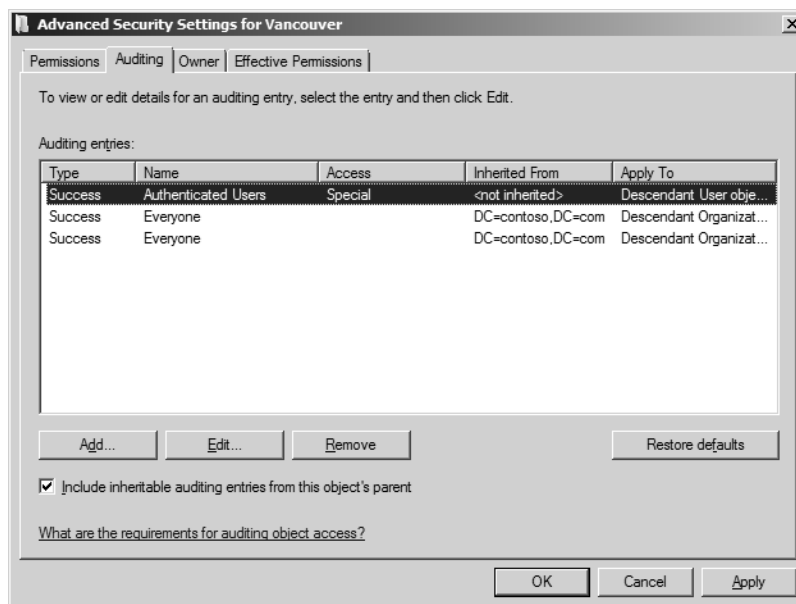 Advanced Security Settings for Vancouver
Permissions Auditing Owner Effective Permissions
To view or edit details for an auditing entry, select the entry and then click Edit.
Auditing entries:
Type Name Access Inherited From Apply To
Success Authenticated Users Special <not inherited> Descendant User obje...
Success Everyone DC=contoso,DC=com Descendant Organizat...
Success Everyone DC=contoso,DC=com Descendant Organizat...
Add... Edit... Remove Restore defaults
Include inheritable auditing entries from this object's parent
What are the requirements for auditing object access?
OK Cancel Apply